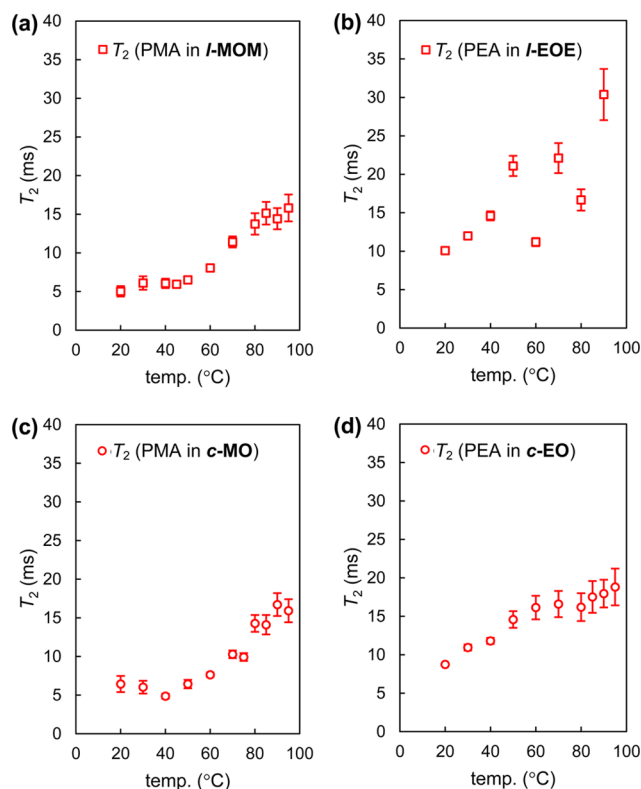 (a)
T2 (PMA in l-MOM)
T2 (ms)
40
35
30
25
20
15
10
5
0
0 20 40 60 80 100
temp. (°C)
(b)
T2 (PEA in l-EOE)
T2 (ms)
40
35
30
25
20
15
10
5
0
0 20 40 60 80 100
temp. (°C)
(c)
T2 (PMA in c-MO)
T2 (ms)
40
35
30
25
20
15
10
5
0
0 20 40 60 80 100
temp. (°C)
(d)
T2 (PEA in c-EO)
T2 (ms)
40
35
30
25
20
15
10
5
0
0 20 40 60 80 100
temp. (°C)